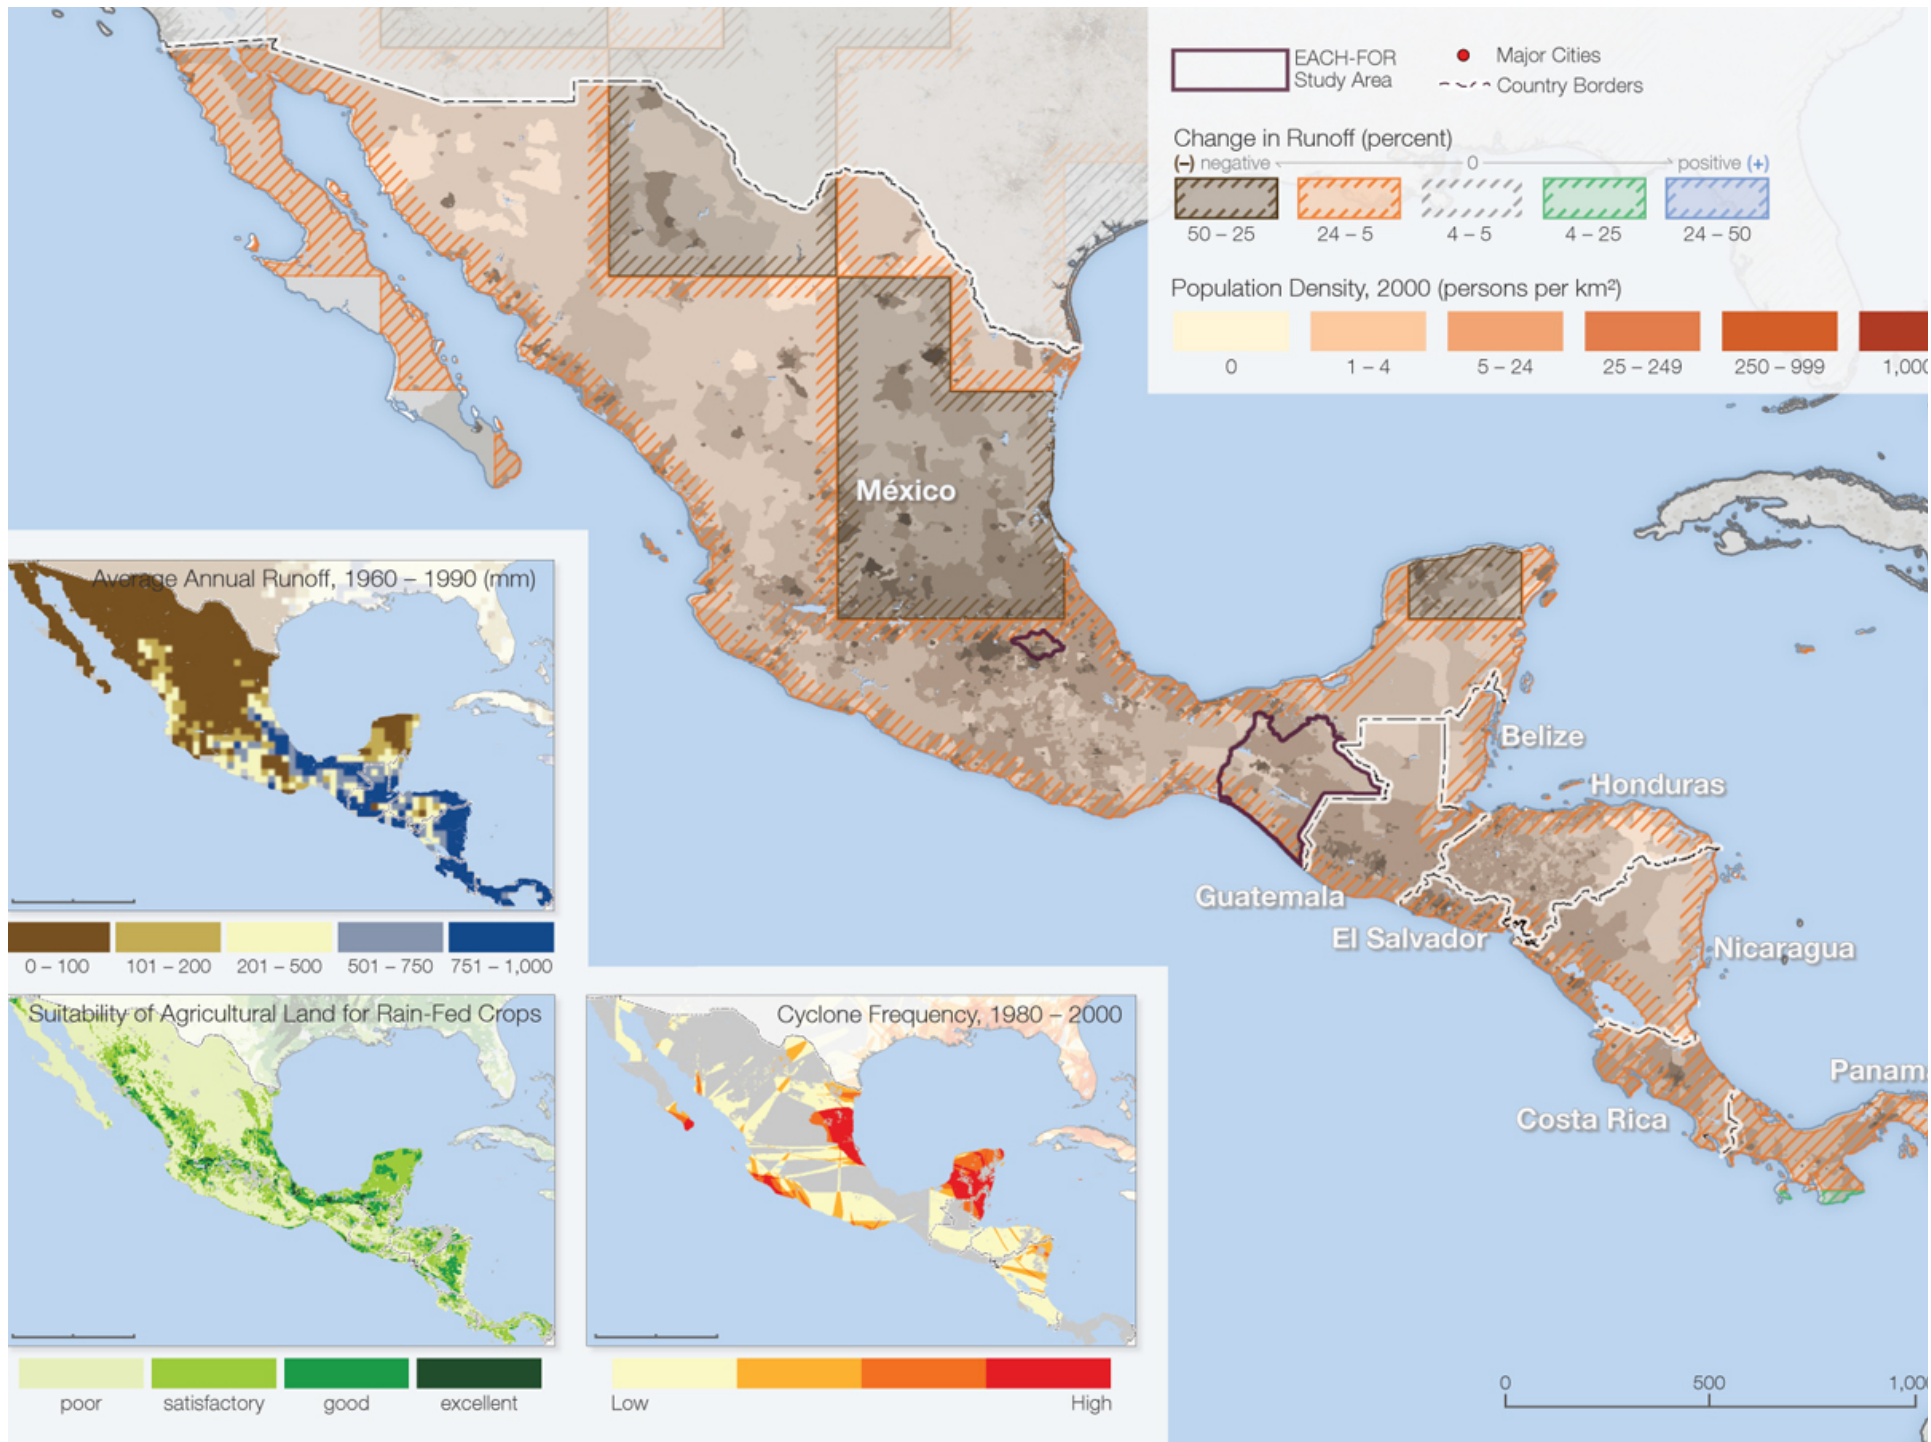 EACH-FOR
Study Area
Major Cities
Country Borders
Change in Runoff (percent)
(–) negative 0 positive (+)
50 – 25 24 – 5 4 – 5 4 – 25 24 – 50
Population Density, 2000 (persons per km²)
0 1 – 4 5 – 24 25 – 249 250 – 999 1,000
México
Belize
Honduras
Guatemala
El Salvador
Nicaragua
Costa Rica
Panam
Average Annual Runoff, 1960 – 1990 (mm)
0 – 100 101 – 200 201 – 500 501 – 750 751 – 1,000
Suitability of Agricultural Land for Rain-Fed Crops
poor satisfactory good excellent
Cyclone Frequency, 1980 – 2000
Low High
0 500 1,00